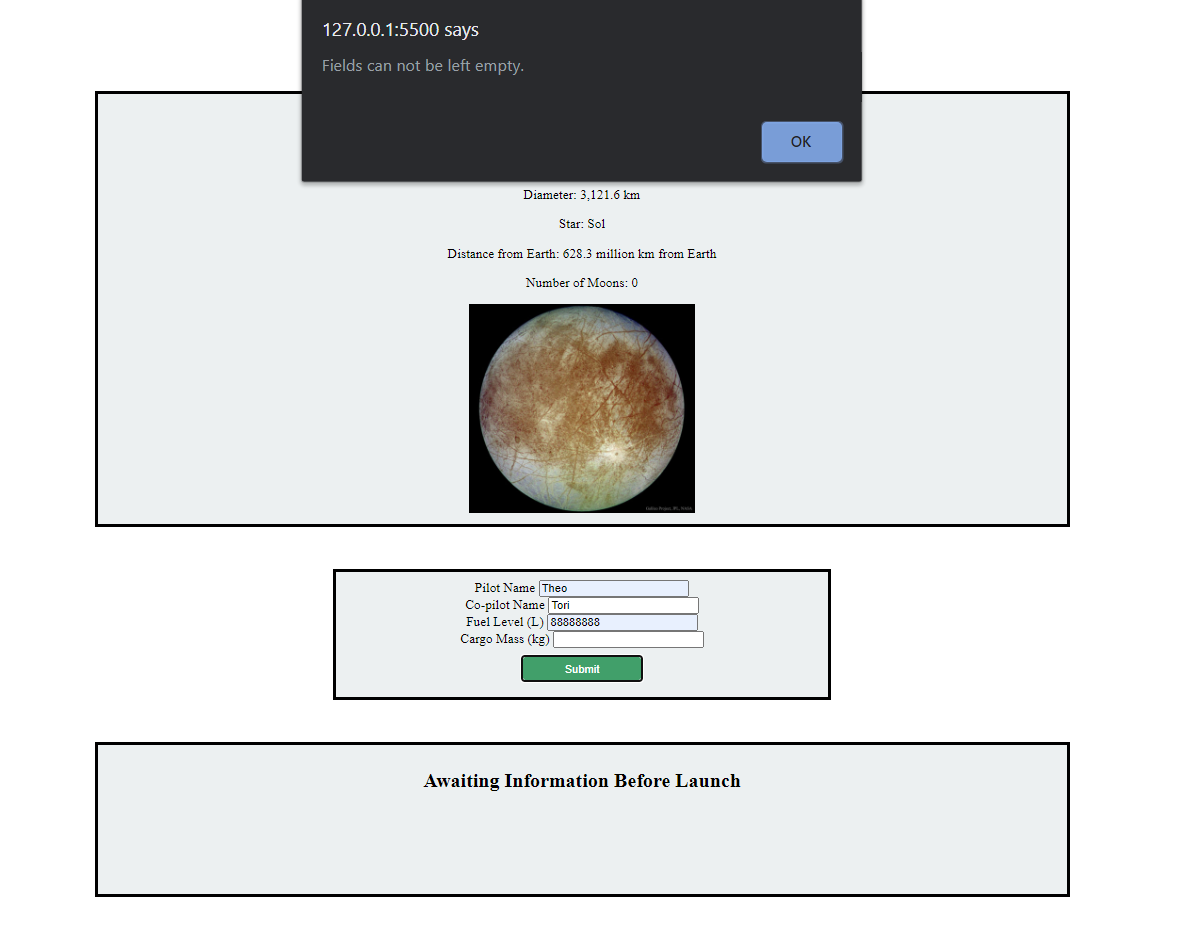 127.0.0.1:5500 says
Fields can not be left empty.
OK
Diameter: 3,121.6 km
Star: Sol
Distance from Earth: 628.3 million km from Earth
Number of Moons: 0
Pilot Name Theo
Co-pilot Name Tori
Fuel Level (L) 88888888
Cargo Mass (kg)
Submit
Awaiting Information Before Launch